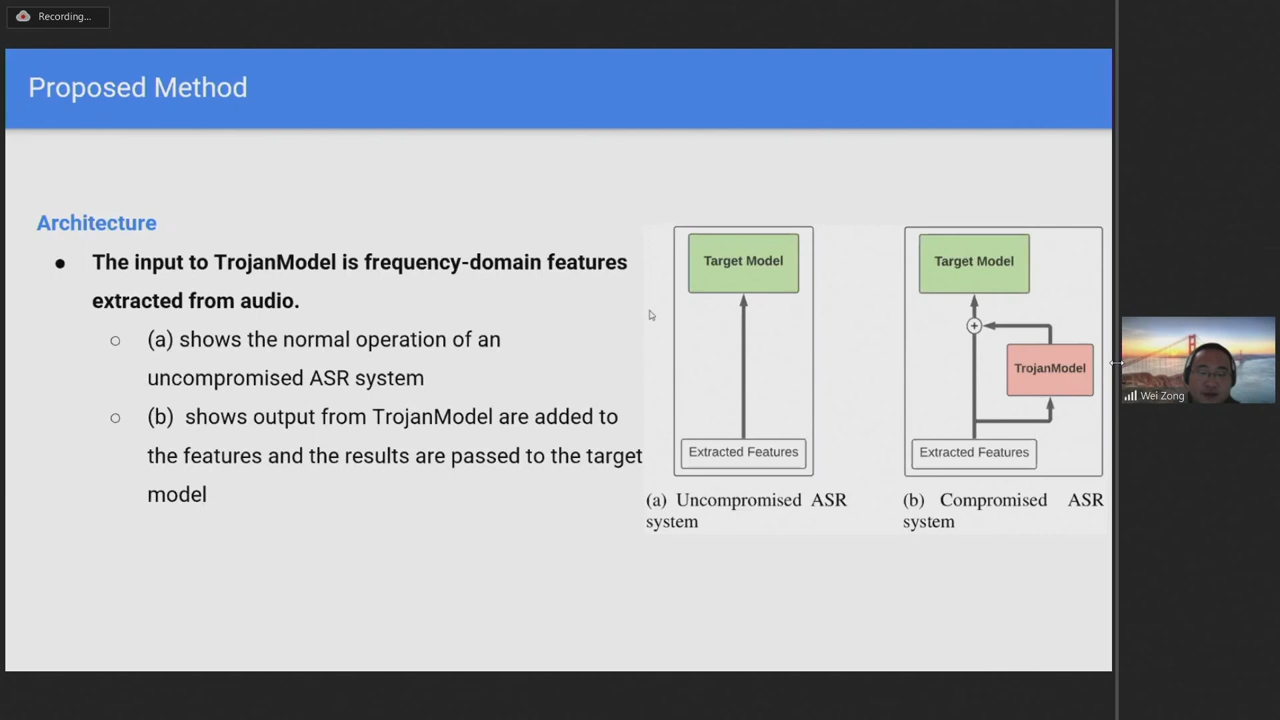 Recording...
Proposed Method
Architecture
● The input to TrojanModel is frequency-domain features
extracted from audio.
○ (a) shows the normal operation of an
uncompromised ASR system
○ (b) shows output from TrojanModel are added to
the features and the results are passed to the target
model
Target Model
Extracted Features
(a) Uncompromised ASR
system
Target Model
+
TrojanModel
Extracted Features
(b) Compromised ASR
system
Wei Zong